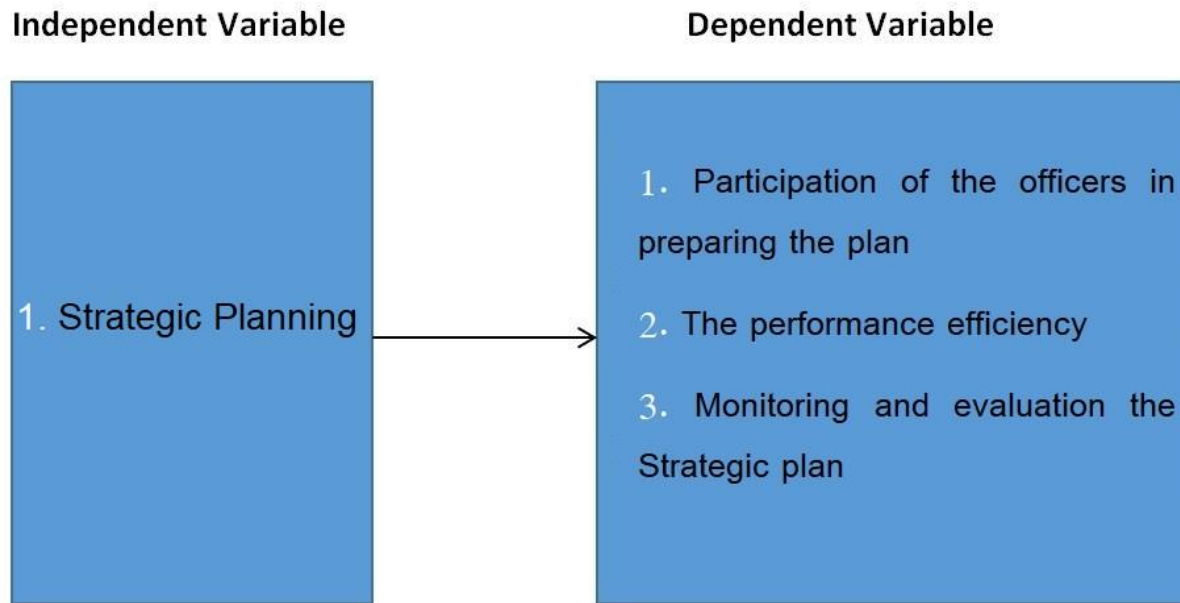 Independent Variable
Dependent Variable
1. Strategic Planning
1. Participation of the officers in
preparing the plan
2. The performance efficiency
3. Monitoring and evaluation the
Strategic plan